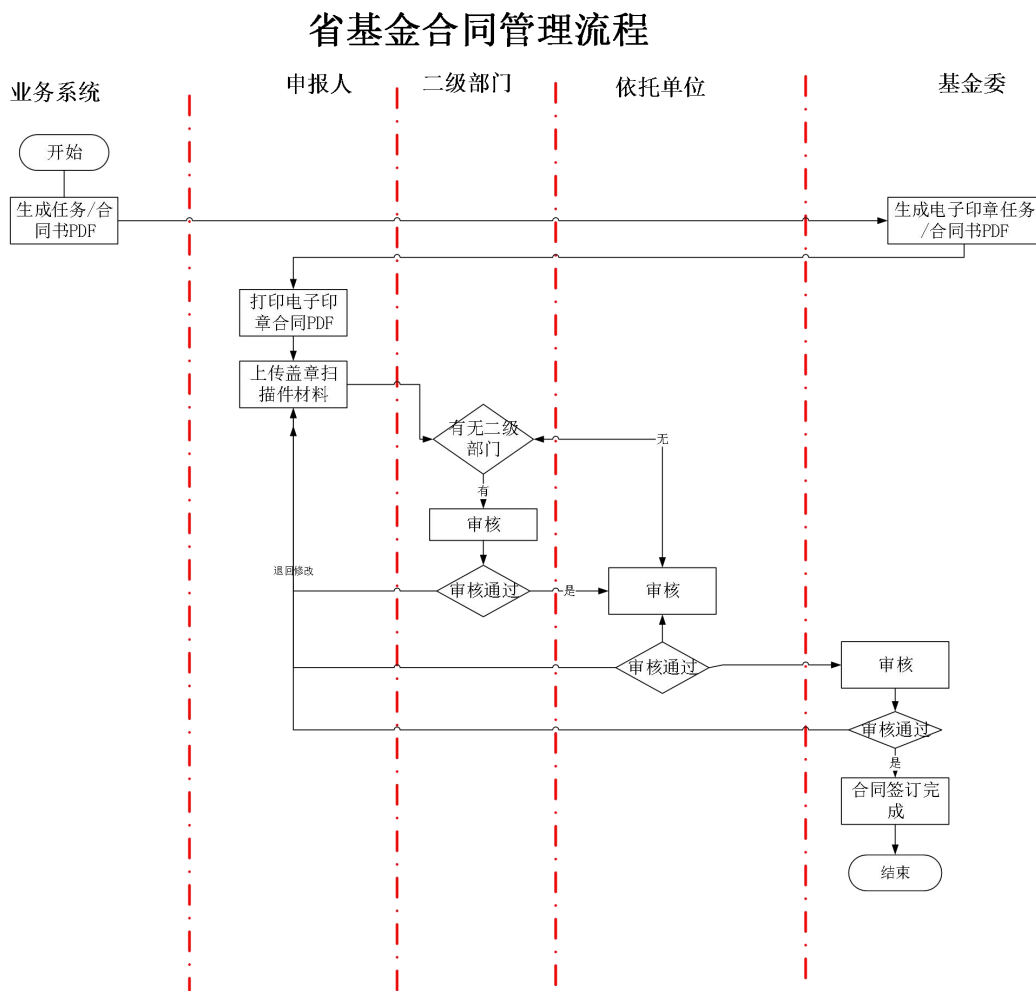 省基金合同管理流程
业务系统
申报人
二级部门
依托单位
基金委
开始
生成任务/合
同书PDF
生成电子印章任务
/合同书PDF
打印电子印
章合同PDF
上传盖章扫
描件材料
有无二级
部门
无
有
审核
退回修改
审核通过
是
审核
审核通过
审核
审核通过
是
合同签订完
成
结束